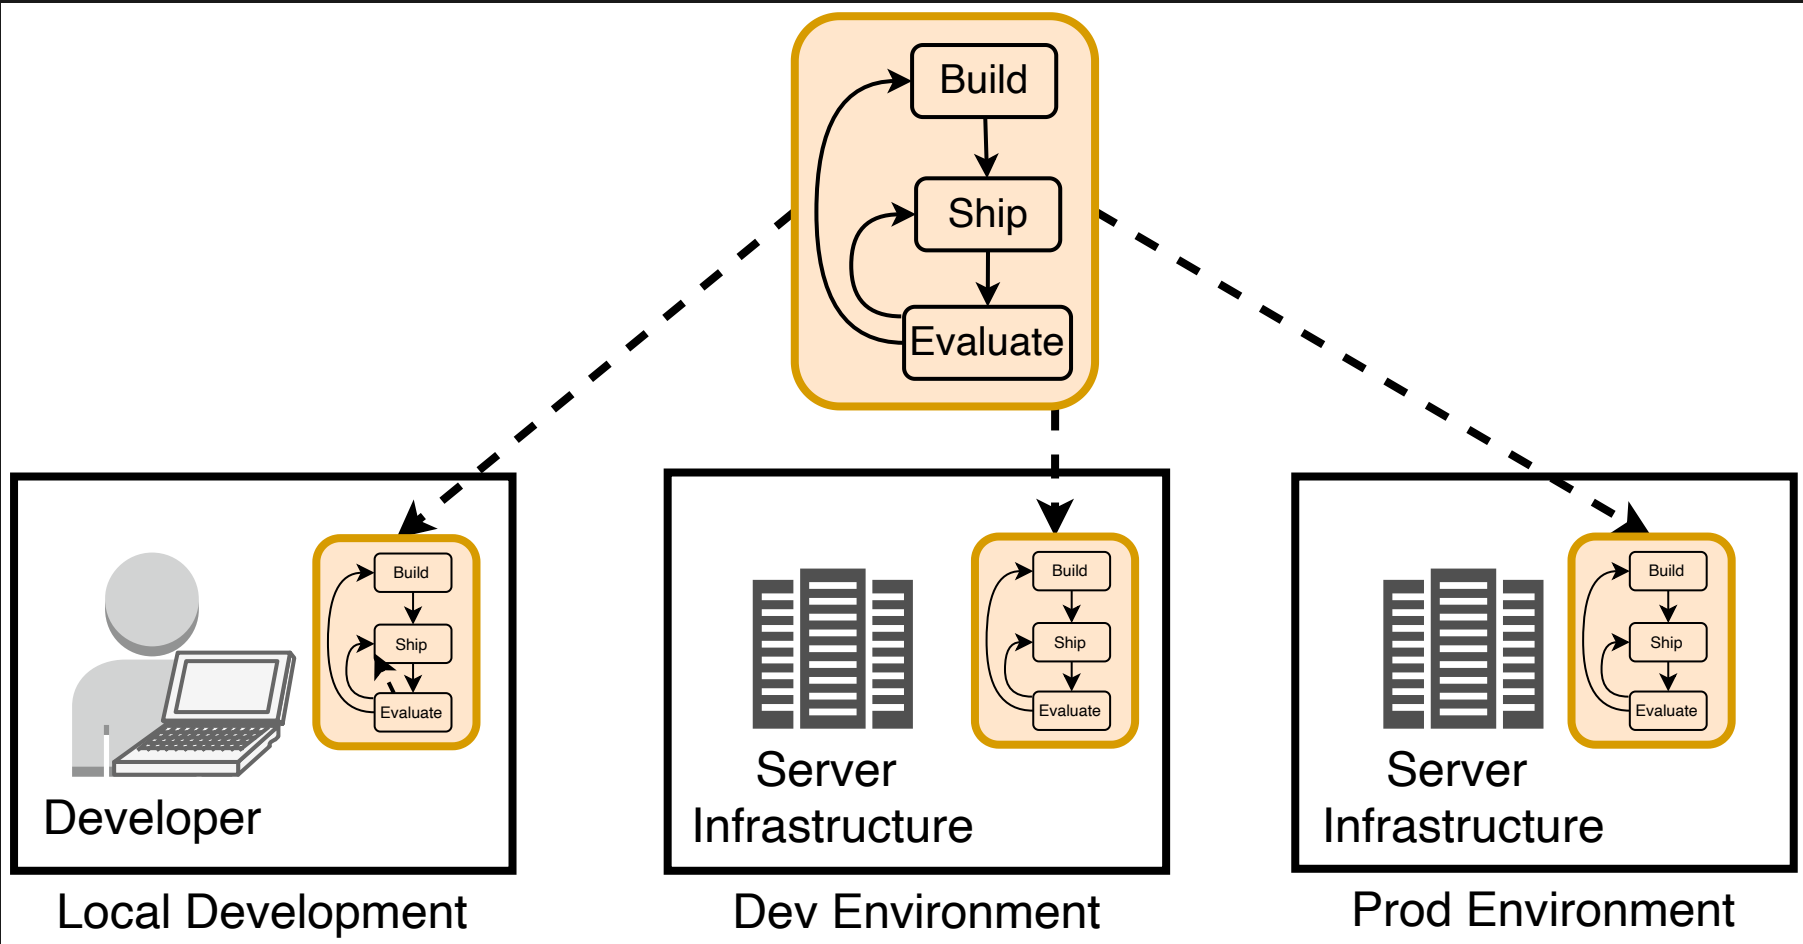 Build
Ship
Evaluate
Build
Ship
Evaluate
Developer
Local Development
Build
Ship
Evaluate
Server
Infrastructure
Dev Environment
Build
Ship
Evaluate
Server
Infrastructure
Prod Environment